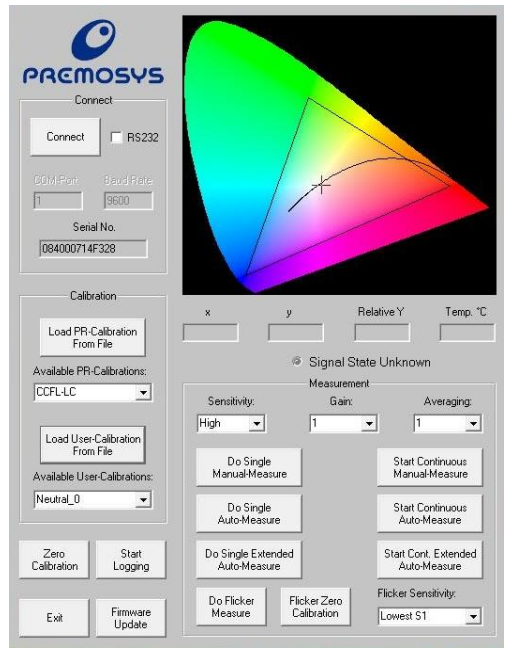 PREMOSYS
Connect
Connect
RS232
COM-Port
Baud Rate
1
9600
Serial No.
084000714F328
Calibration
Load PR-Calibration
From File
Available PR-Calibrations:
CCFL-LC
Load User-Calibration
From File
Available User-Calibrations:
Neutral_0
Zero
Calibration
Start
Logging
Exit
Firmware
Update
x
y
Relative Y
Temp. °C
Signal State Unknown
Measurement
Sensitivity:
Gain:
Averaging:
High
1
1
Do Single
Manual-Measure
Start Continuous
Manual-Measure
Do Single
Auto-Measure
Start Continuous
Auto-Measure
Do Single Extended
Auto-Measure
Start Cont. Extended
Auto-Measure
Do Flicker
Measure
Flicker Zero
Calibration
Flicker Sensitivity:
Lowest S1